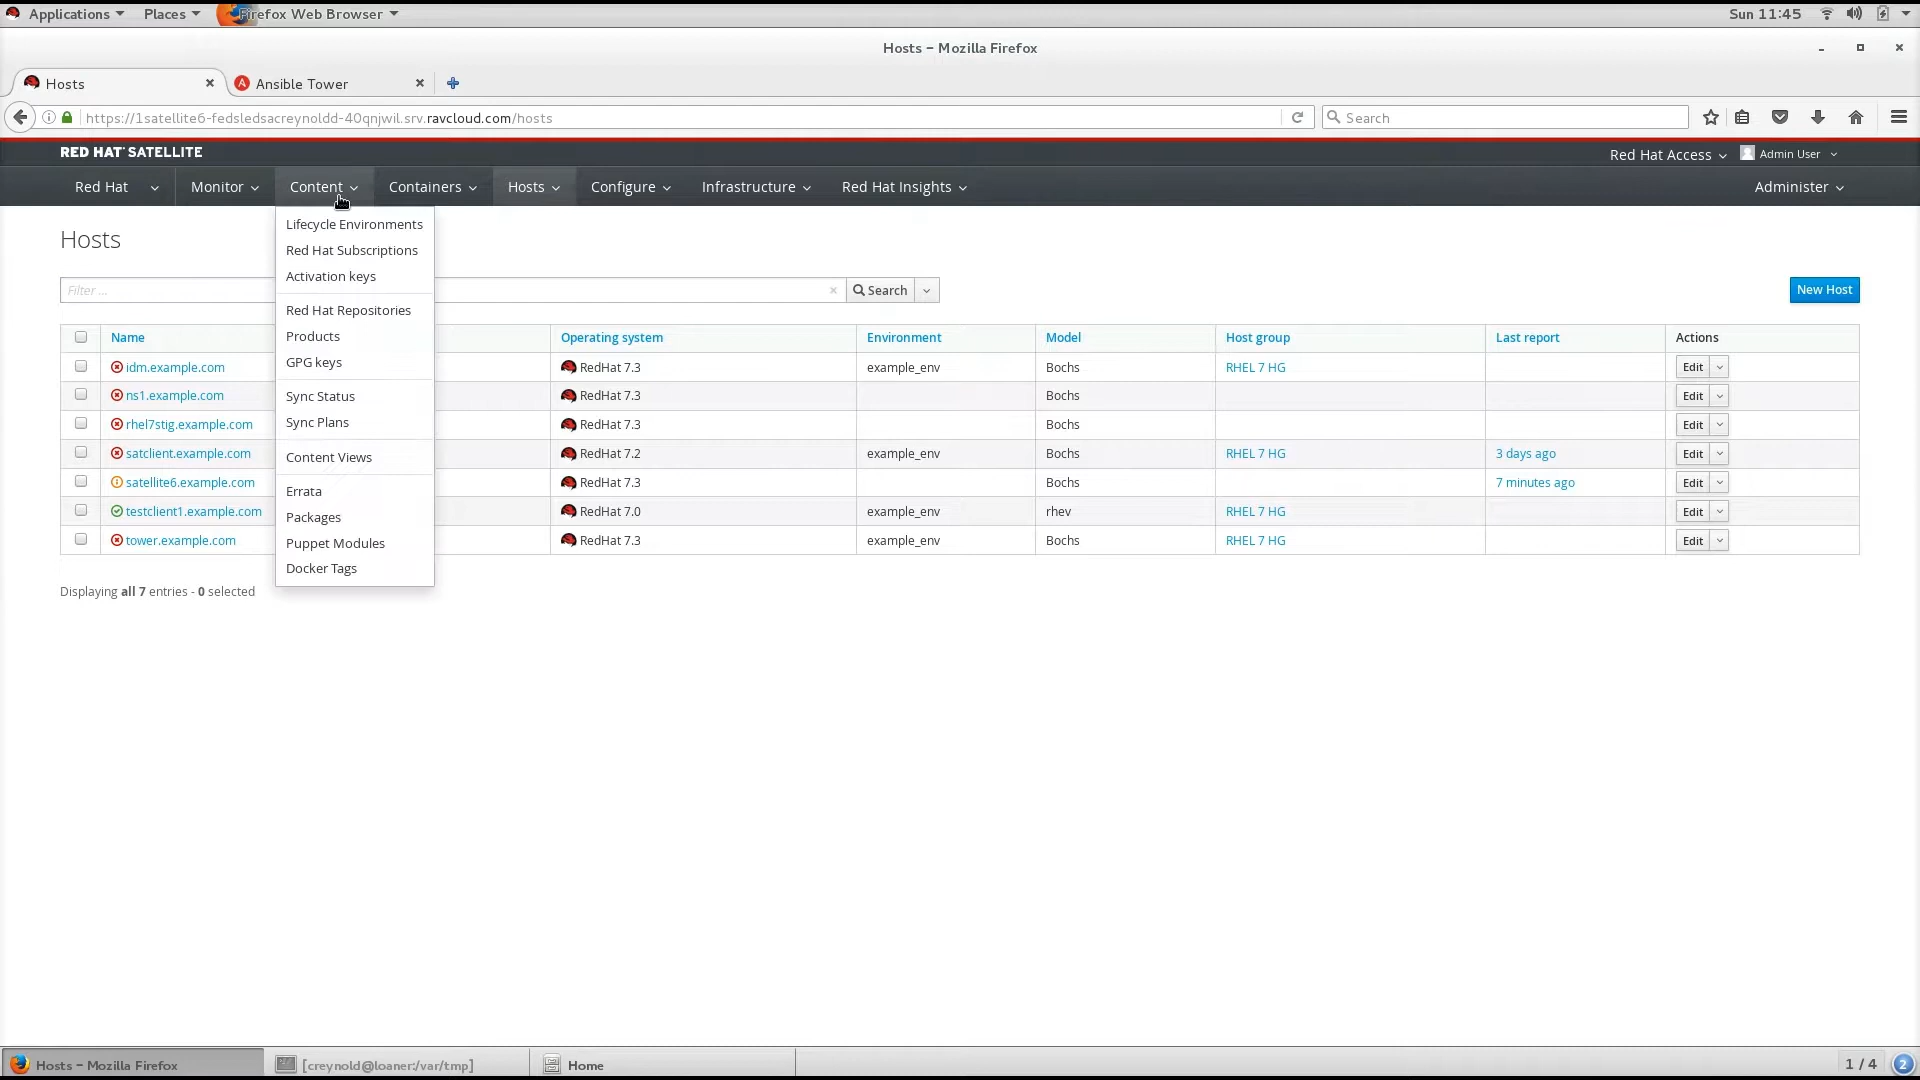 Applications Places Firefox Web Browser Sun 11:45
Hosts – Mozilla Firefox
Hosts Ansible Tower
https://1satellite6-fedsledsacreynoldd-40qnjwil.srv.ravcloud.com/hosts Search
RED HAT SATELLITE Red Hat Access Admin User
Red Hat Monitor Content Containers Hosts Configure Infrastructure Red Hat Insights Administer
Lifecycle Environments
Red Hat Subscriptions
Activation keys
Red Hat Repositories
Products
GPG keys
Sync Status
Sync Plans
Content Views
Errata
Packages
Puppet Modules
Docker Tags
Hosts
Filter ... Search New Host
Name Operating system Environment Model Host group Last report Actions
idm.example.com RedHat 7.3 example_env Bochs RHEL 7 HG Edit
ns1.example.com RedHat 7.3 Bochs Edit
rhel7stig.example.com RedHat 7.3 Bochs Edit
satclient.example.com RedHat 7.2 example_env Bochs RHEL 7 HG 3 days ago Edit
satellite6.example.com RedHat 7.3 Bochs 7 minutes ago Edit
testclient1.example.com RedHat 7.0 example_env rhev RHEL 7 HG Edit
tower.example.com RedHat 7.3 example_env Bochs RHEL 7 HG Edit
Displaying all 7 entries - 0 selected
Hosts – Mozilla Firefox [creynold@loaner:/var/tmp] Home 1 / 4 2